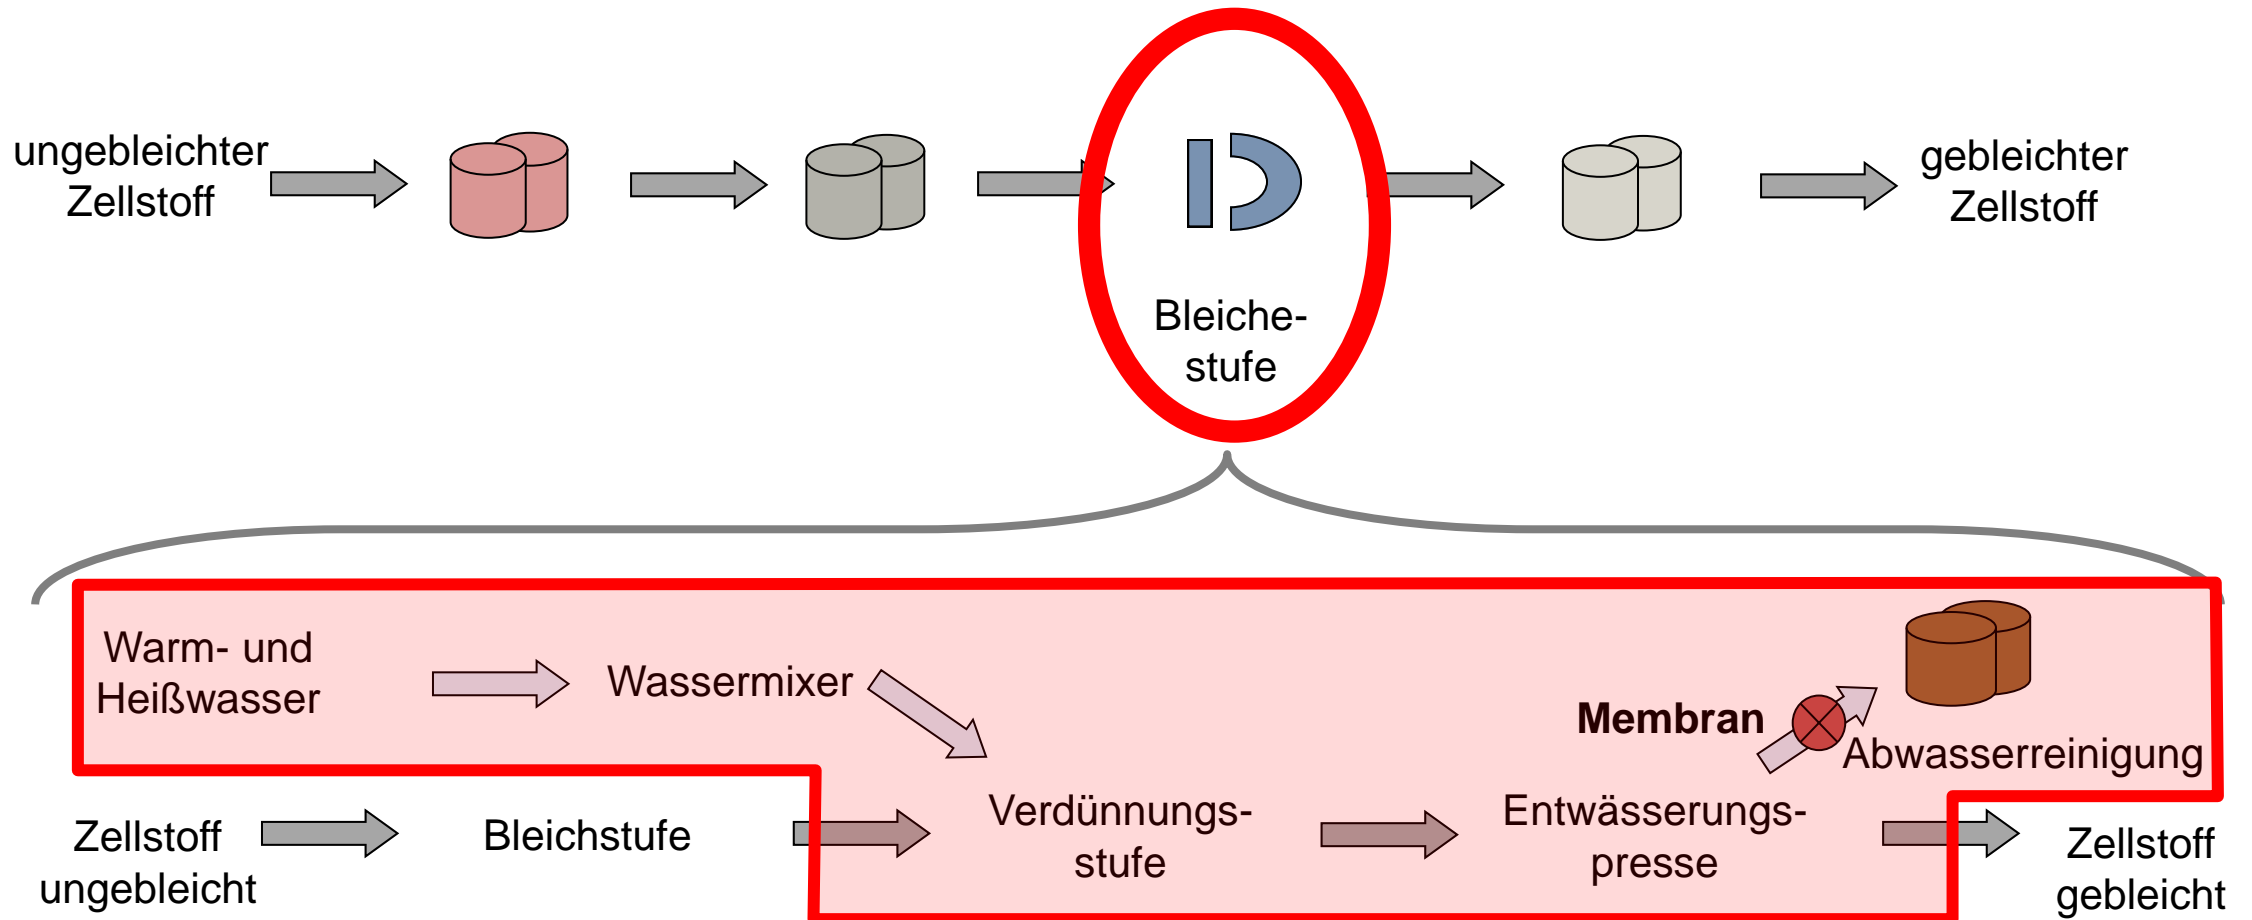 ungebleichter
Zellstoff
gebleichter
Zellstoff
Bleiche-
stufe
Warm- und
Heißwasser
Wassermixer
Membran
Abwasserreinigung
Zellstoff
ungebleicht
Bleichstufe
Verdünnungs-
stufe
Entwässerungs-
presse
Zellstoff
gebleicht